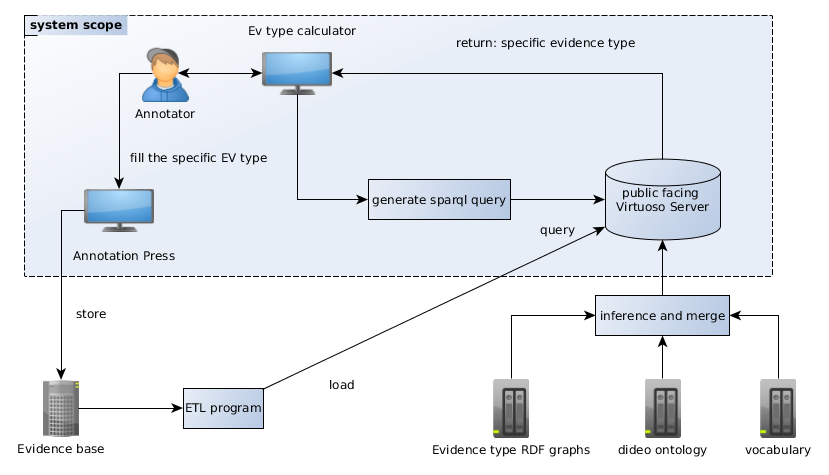 system scope
Ev type calculator
return: specific evidence type
Annotator
fill the specific EV type
generate sparql query
public facing
Virtuoso Server
query
Annotation Press
store
inference and merge
load
ETL program
Evidence base
Evidence type RDF graphs
dideo ontology
vocabulary